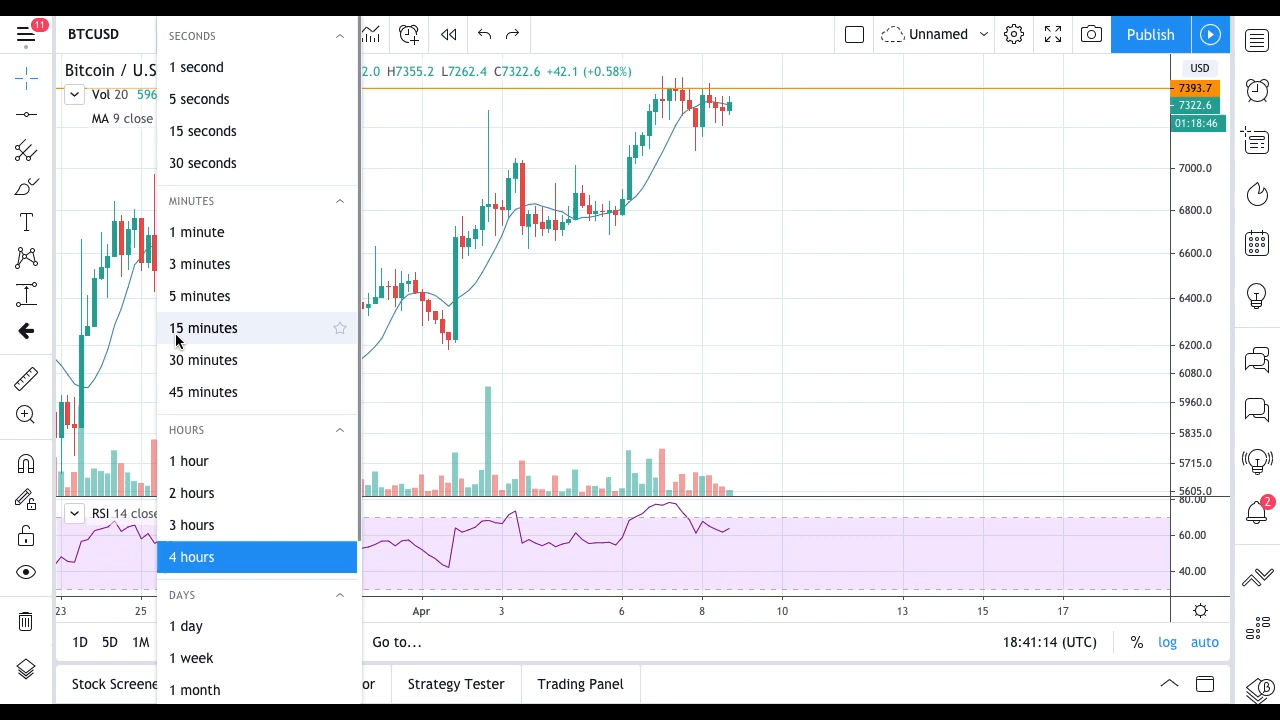 11
BTCUSD
Unnamed
Publish
Bitcoin / U.S
2.0 H7355.2 L7262.4 C7322.6 +42.1 (+0.58%)
Vol 20 596
MA 9 close
SECONDS
1 second
5 seconds
15 seconds
30 seconds
MINUTES
1 minute
3 minutes
5 minutes
15 minutes
30 minutes
45 minutes
HOURS
1 hour
2 hours
3 hours
4 hours
DAYS
1 day
1 week
1 month
USD
7393.7
7322.6
01:18:46
7000.0
6800.0
6600.0
6400.0
6200.0
6080.0
5960.0
5835.0
5715.0
5605.0
RSI 14 close
80.00
60.00
40.00
23 25 Apr 3 6 8 10 13 15 17
1D 5D 1M Go to... 18:41:14 (UTC) % log auto
Stock Screene or Strategy Tester Trading Panel
2